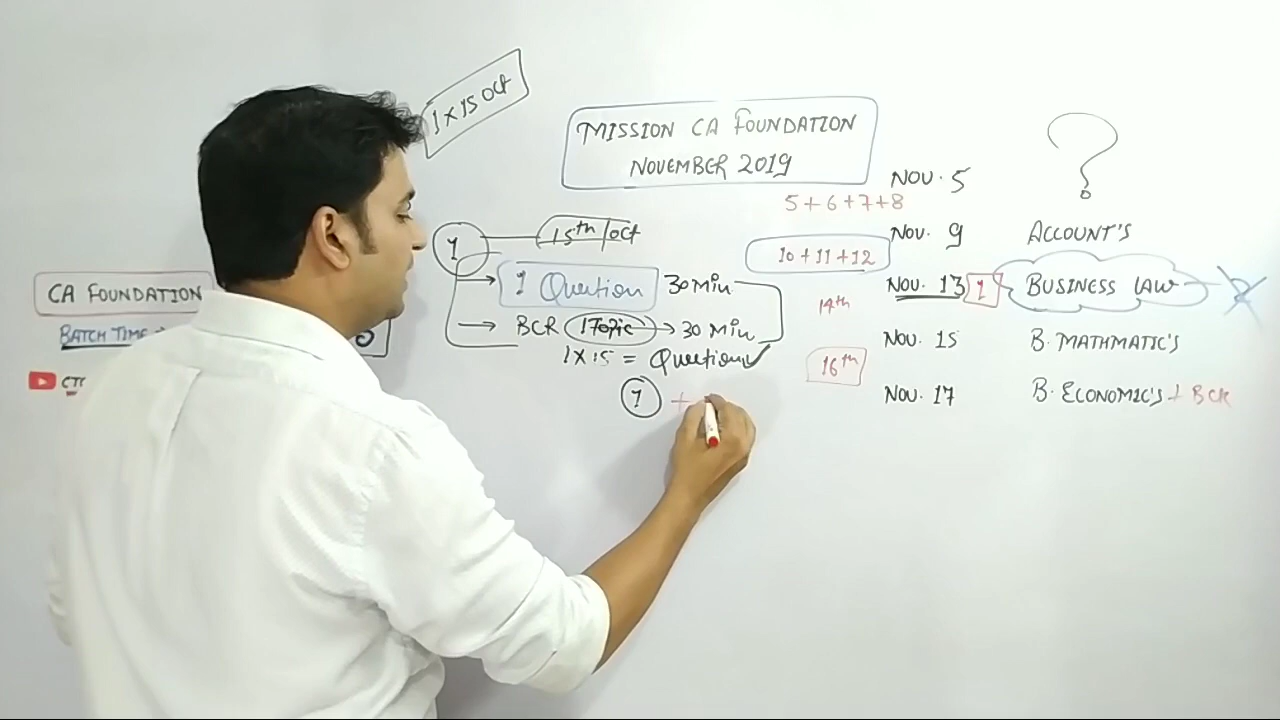 1 X 15 Oct
MISSION CA FOUNDATION
NOVEMBER 2019
NOV. 5 ?
5+6+7+8
1 15th/oct
NOV. 9 ACCOUNT'S
10+11+12
→ 1 Question 30 Min
NOV. 13 1 BUSINESS LAW
CA FOUNDATION
14th
→ BCR 1 Topic → 30 Min
BATCH TIME
NOV. 15 B. MATHMATIC'S
1 X 15 = Question ✓
16th
NOV. 17 B. ECONOMIC'S + BCR
1 +